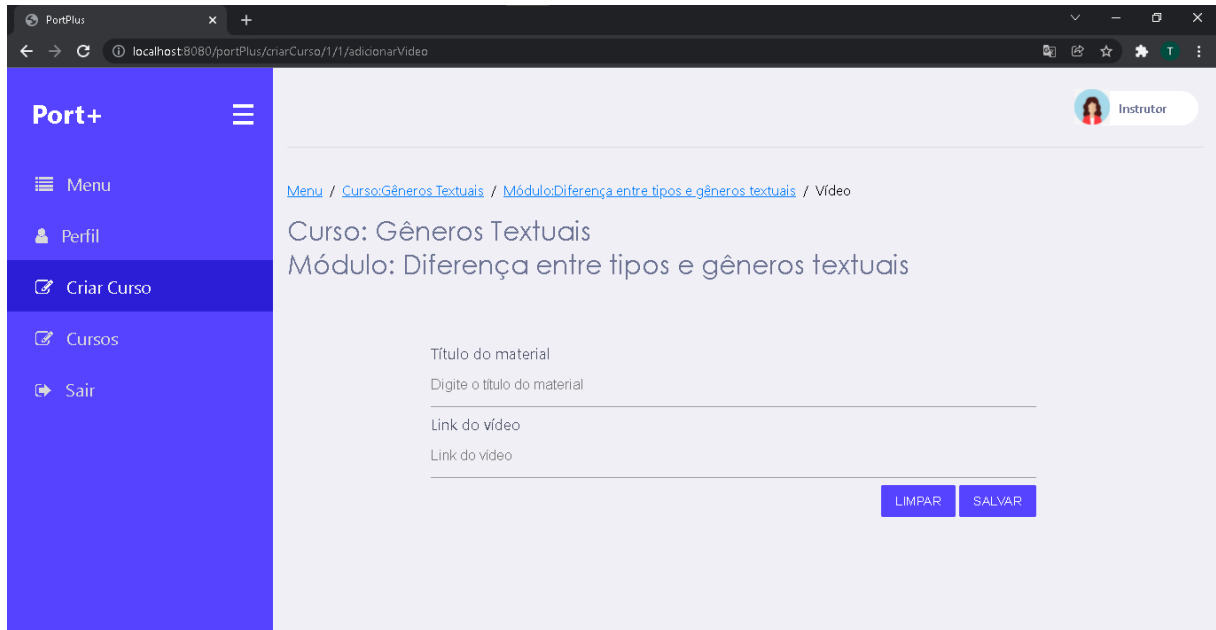 PortPlus
localhost:8080/portPlus/criarCurso/1/1/adicionarVideo
T
Port+
Instrutor
Menu
Perfil
Criar Curso
Cursos
Sair
Menu / Curso:Gêneros Textuais / Módulo:Diferença entre tipos e gêneros textuais / Vídeo
Curso: Gêneros Textuais
Módulo: Diferença entre tipos e gêneros textuais
Título do material
Digite o título do material
Link do vídeo
Link do vídeo
LIMPAR SALVAR